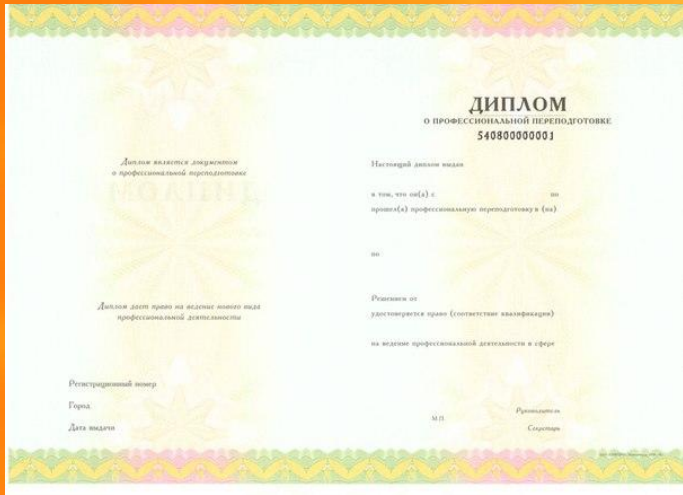 Диплом является документом
о профессиональной переподготовке
Диплом дает право на ведение нового вида
профессиональной деятельности
Регистрационный номер
Город
Дата выдачи
ДИПЛОМ
О ПРОФЕССИОНАЛЬНОЙ ПЕРЕПОДГОТОВКЕ
540800000001
Настоящий диплом выдан
в том, что он(а) с по
прошел(а) профессиональную переподготовку в (на)
по
Решением от
удостоверяется право (соответствие квалификации)
на ведение профессиональной деятельности в сфере
М.П.
Руководитель
Секретарь